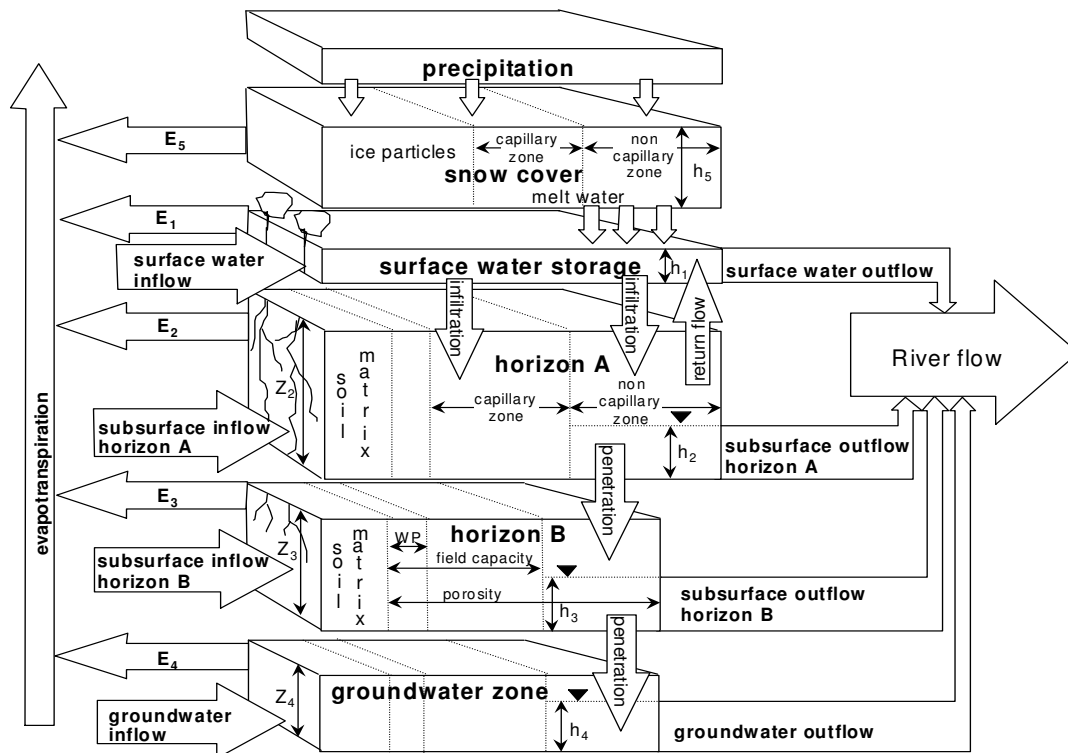 precipitation
E5
ice particles
capillary
zone
non
capillary
zone
h5
snow cover
melt water
E1
surface water
inflow
surface water storage
h1
surface water outflow
E2
infiltration
infiltration
return flow
River flow
Z2
soil
matrix
horizon A
capillary zone
non
capillary
zone
h2
subsurface inflow
horizon A
subsurface outflow
horizon A
penetration
evapotranspiration
E3
Z3
soil
matrix
horizon B
WP
field capacity
porosity
h3
subsurface inflow
horizon B
subsurface outflow
horizon B
penetration
E4
Z4
groundwater zone
h4
groundwater
inflow
groundwater outflow